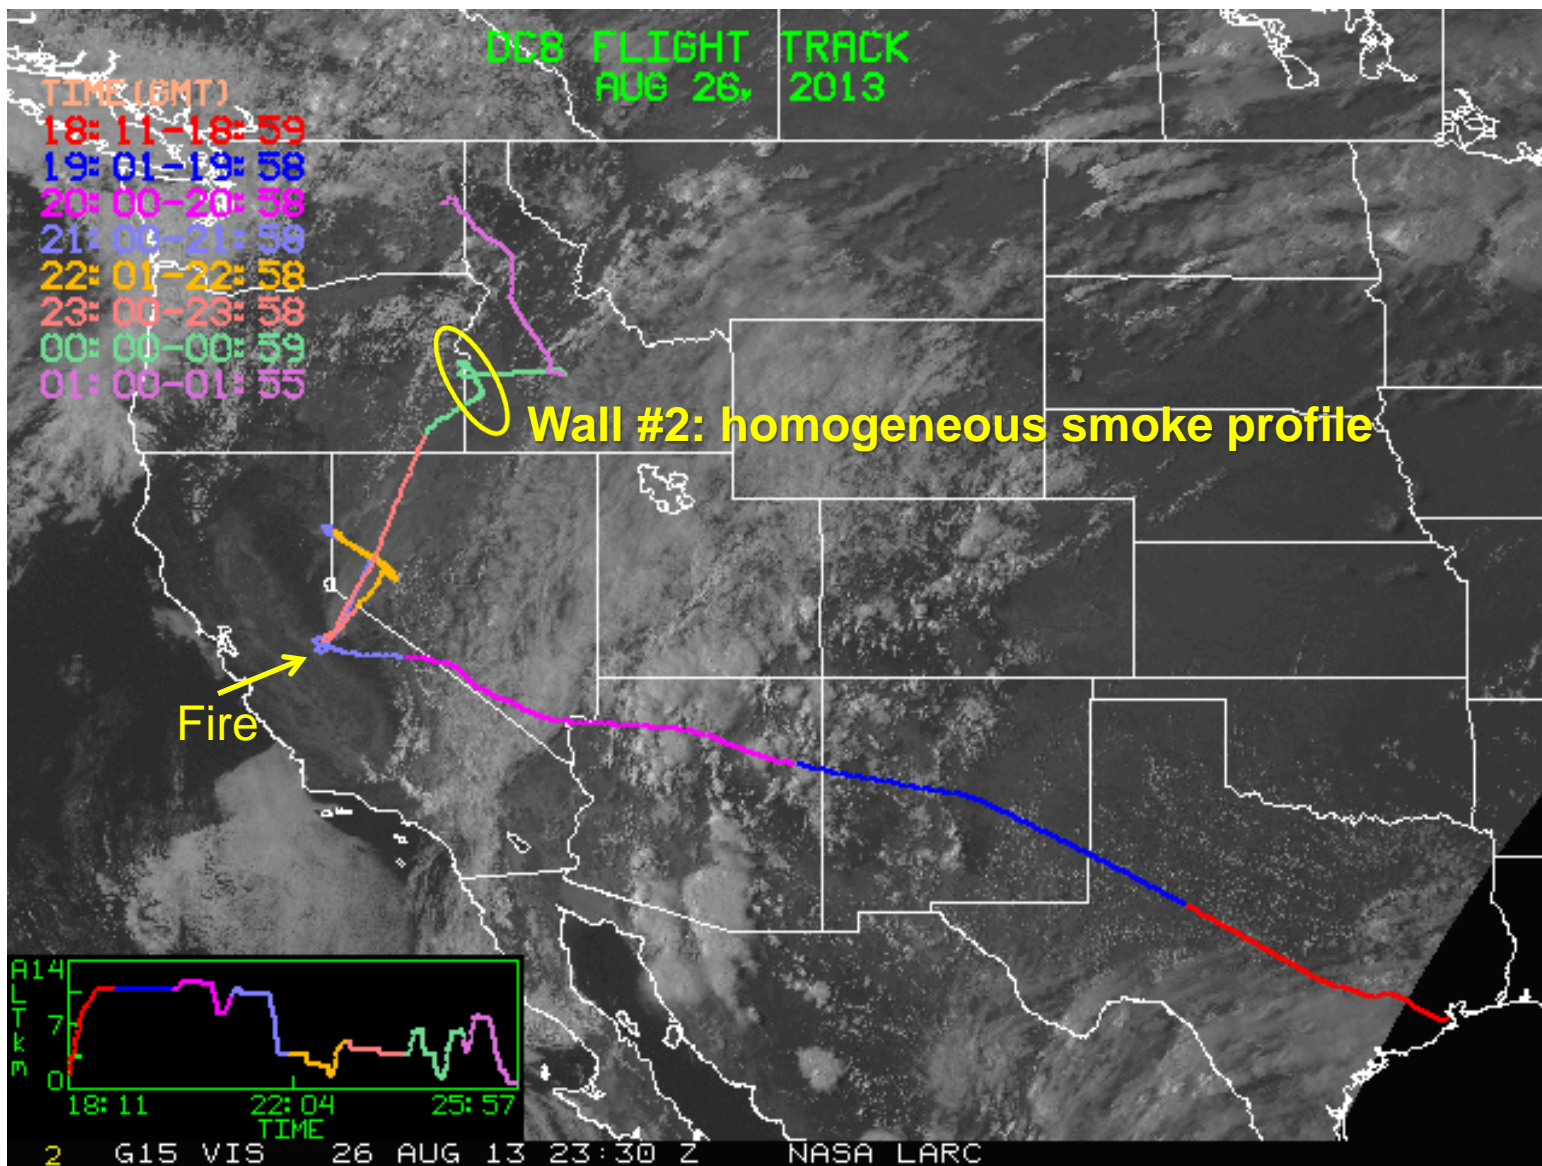 DC8 FLIGHT TRACK
AUG 26, 2013
TIME(GMT)
18:11-18:59
19:01-19:58
20:00-20:58
21:00-21:58
22:01-22:58
23:00-23:58
00:00-00:59
01:00-01:55
Wall #2: homogeneous smoke profile
Fire
ALT km
14
7
0
18:11 22:04 25:57
TIME
2 G15 VIS 26 AUG 13 23:30 Z NASA LARC